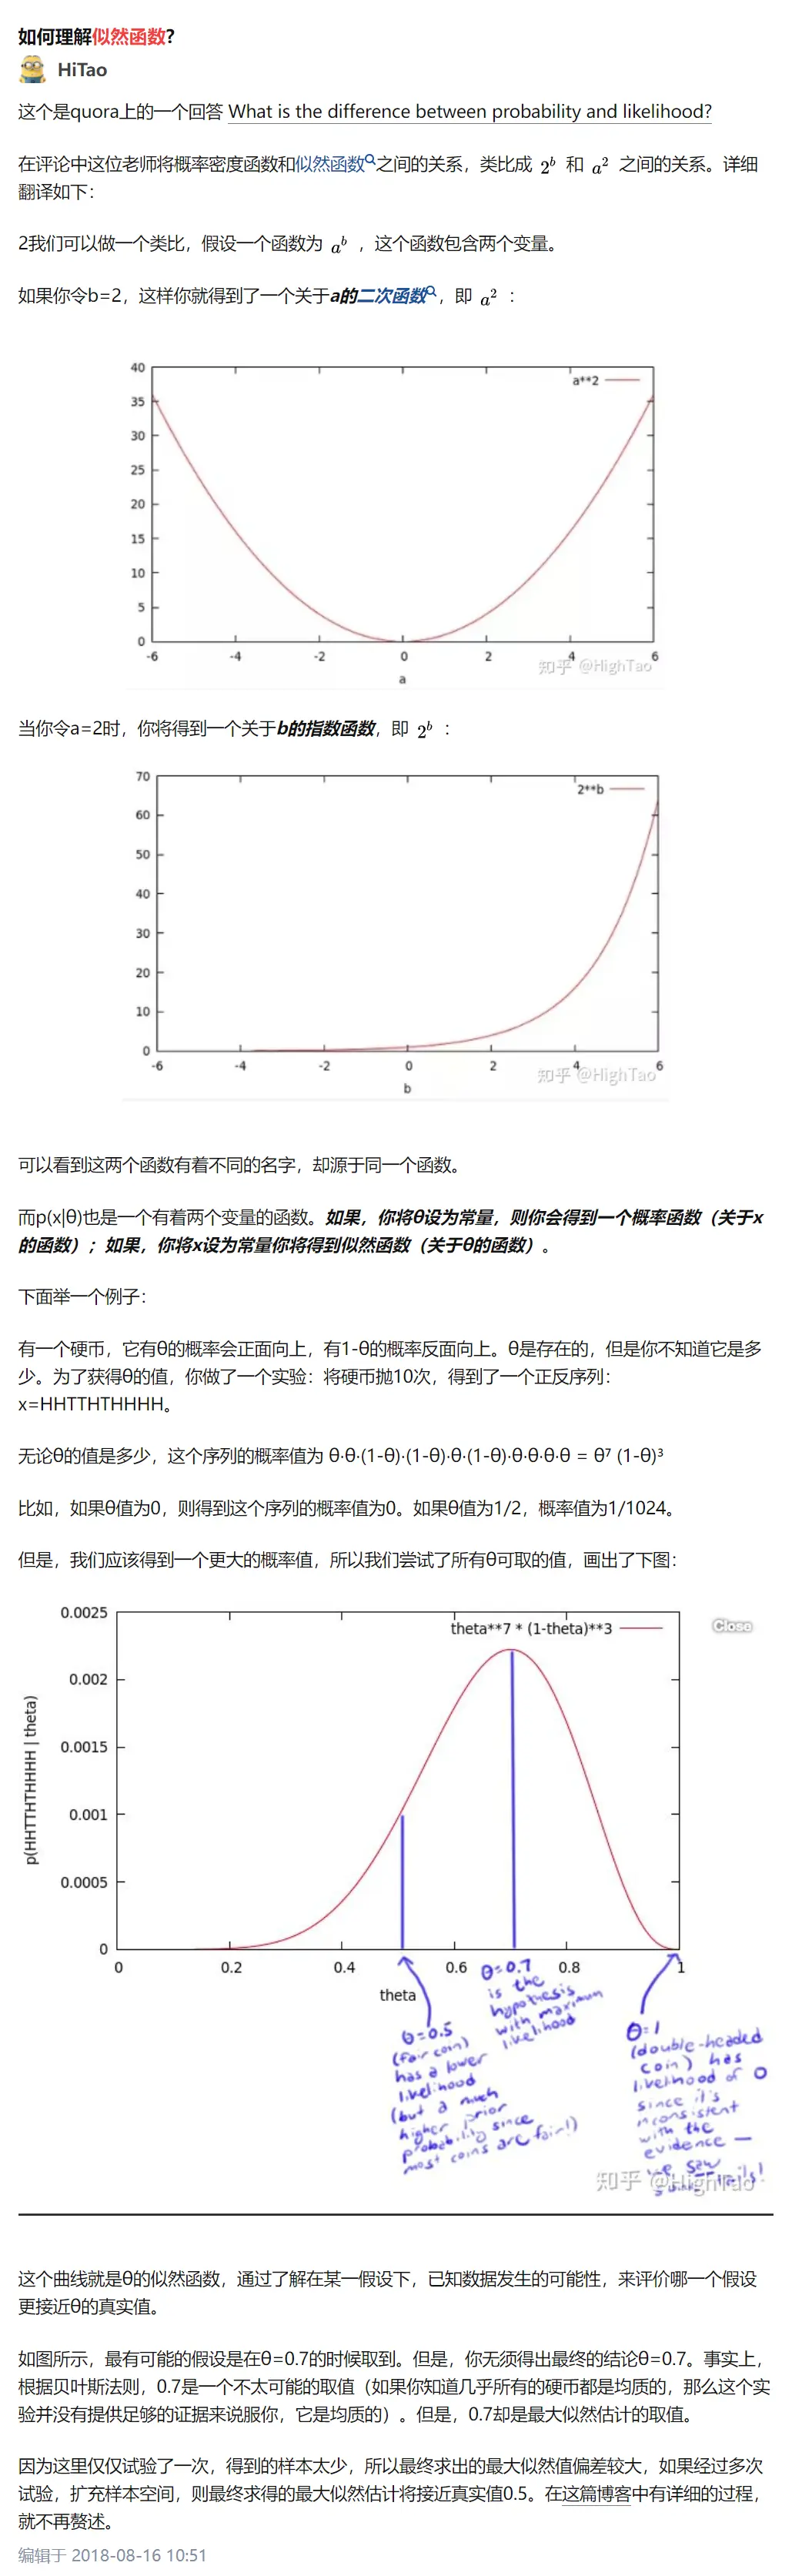 如何理解似然函数?
HiTao
这个是quora上的一个回答 What is the difference between probability and likelihood?
在评论中这位老师将概率密度函数和似然函数之间的关系，类比成 2^b 和 a² 之间的关系。详细
翻译如下：
2我们可以做一个类比，假设一个函数为 a^b ，这个函数包含两个变量。
如果你令b=2，这样你就得到了一个关于a的二次函数，即 a² ：
40
a**2
35
30
25
20
15
10
5
0
-6 -4 -2 0 2 4 6
知乎 @HighTao
a
当你令a=2时，你将得到一个关于b的指数函数，即 2^b ：
70
2**b
60
50
40
30
20
10
0
-6 -4 -2 0 2 4 6
知乎 @HighTao
b
可以看到这两个函数有着不同的名字，却源于同一个函数。
而p(x|θ)也是一个有着两个变量的函数。如果，你将θ设为常量，则你会得到一个概率函数（关于x
的函数）；如果，你将x设为常量你将得到似然函数（关于θ的函数）。
下面举一个例子：
有一个硬币，它有θ的概率会正面向上，有1-θ的概率反面向上。θ是存在的，但是你不知道它是多
少。为了获得θ的值，你做了一个实验：将硬币抛10次，得到了一个正反序列：
x=HHTTHTHHHH。
无论θ的值是多少，这个序列的概率值为 θ·θ·(1-θ)·(1-θ)·θ·(1-θ)·θ·θ·θ·θ = θ⁷ (1-θ)³
比如，如果θ值为0，则得到这个序列的概率值为0。如果θ值为1/2，概率值为1/1024。
但是，我们应该得到一个更大的概率值，所以我们尝试了所有θ可取的值，画出了下图：
0.0025
theta**7 * (1-theta)**3
Close
0.002
0.0015
0.001
0.0005
0
p(HHTTHTHHHH | theta)
0 0.2 0.4 0.6 0.8 1
theta
θ=0.7
is the
hypothesis
with maximum
likelihood
θ=0.5
(fair coin)
has a lower
likelihood
(but a much
higher prior
probability since
most coins are fair!)
θ=1
(double-headed
coin) has
likelihood of 0
since it's
inconsistent
with the
evidence —
we saw
tails!
知乎 @HighTao
这个曲线就是θ的似然函数，通过了解在某一假设下，已知数据发生的可能性，来评价哪一个假设
更接近θ的真实值。
如图所示，最有可能的假设是在θ=0.7的时候取到。但是，你无须得出最终的结论θ=0.7。事实上，
根据贝叶斯法则，0.7是一个不太可能的取值（如果你知道几乎所有的硬币都是均质的，那么这个实
验并没有提供足够的证据来说服你，它是均质的）。但是，0.7却是最大似然估计的取值。
因为这里仅仅试验了一次，得到的样本太少，所以最终求出的最大似然值偏差较大，如果经过多次
试验，扩充样本空间，则最终求得的最大似然估计将接近真实值0.5。在这篇博客中有详细的过程，
就不再赘述。
编辑于 2018-08-16 10:51